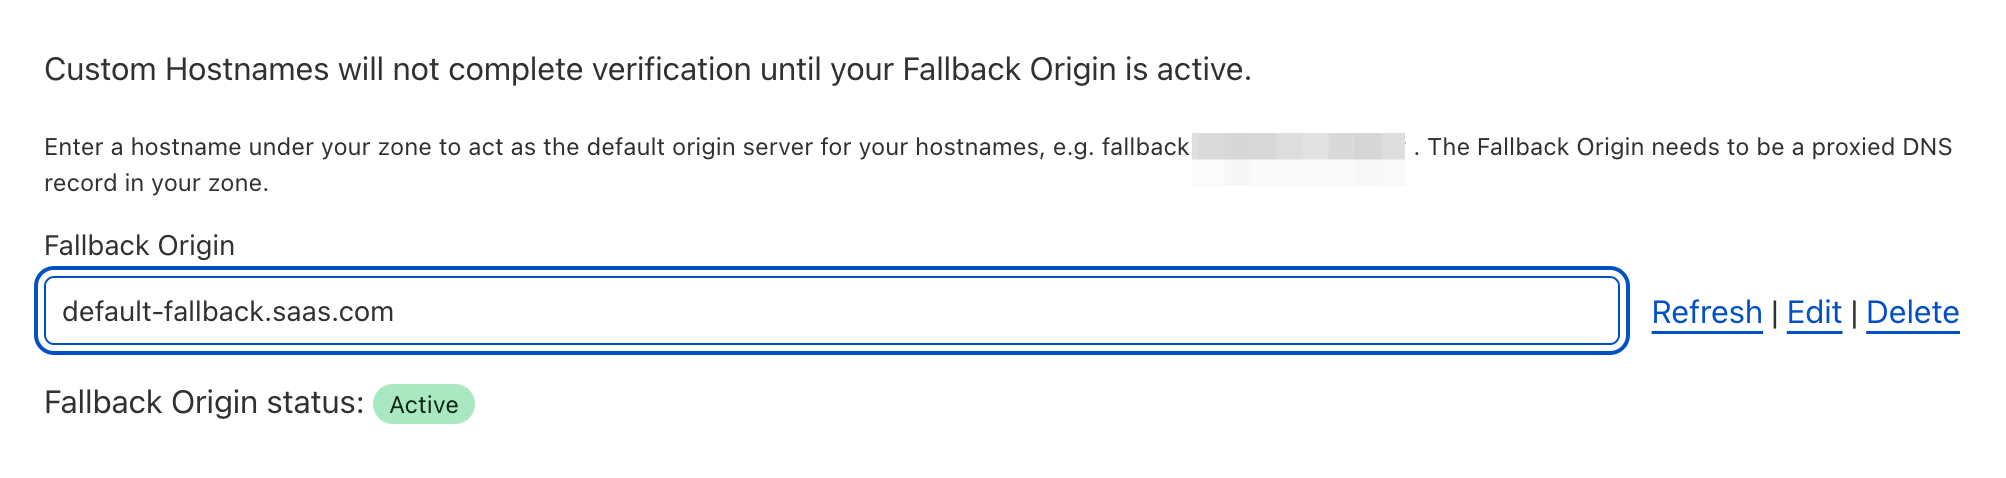 Custom Hostnames will not complete verification until your Fallback Origin is active.
Enter a hostname under your zone to act as the default origin server for your hostnames, e.g. fallback . The Fallback Origin needs to be a proxied DNS
record in your zone.
Fallback Origin
default-fallback.saas.com
Refresh | Edit | Delete
Fallback Origin status: Active